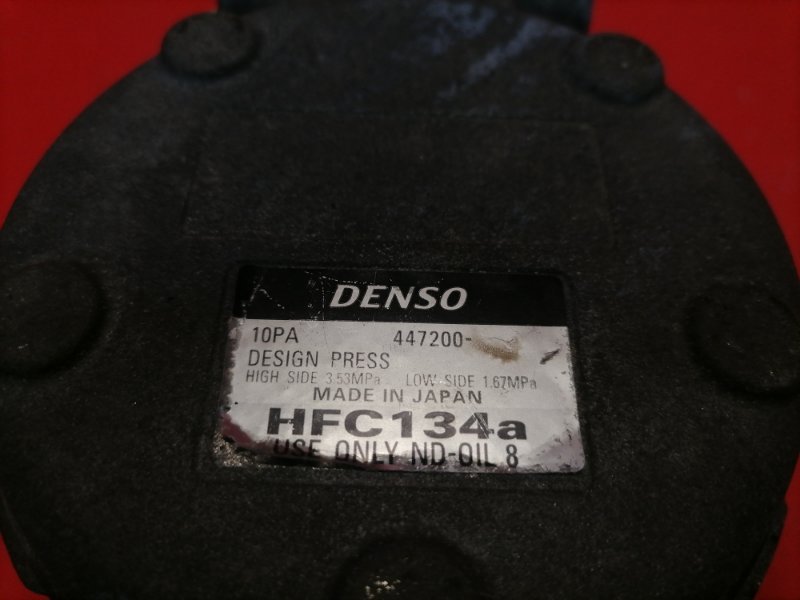 DENSO
10PA 447200-
DESIGN PRESS
HIGH SIDE 3.53MPa LOW SIDE 1.67MPa
MADE IN JAPAN
HFC134a
USE ONLY ND-OIL 8